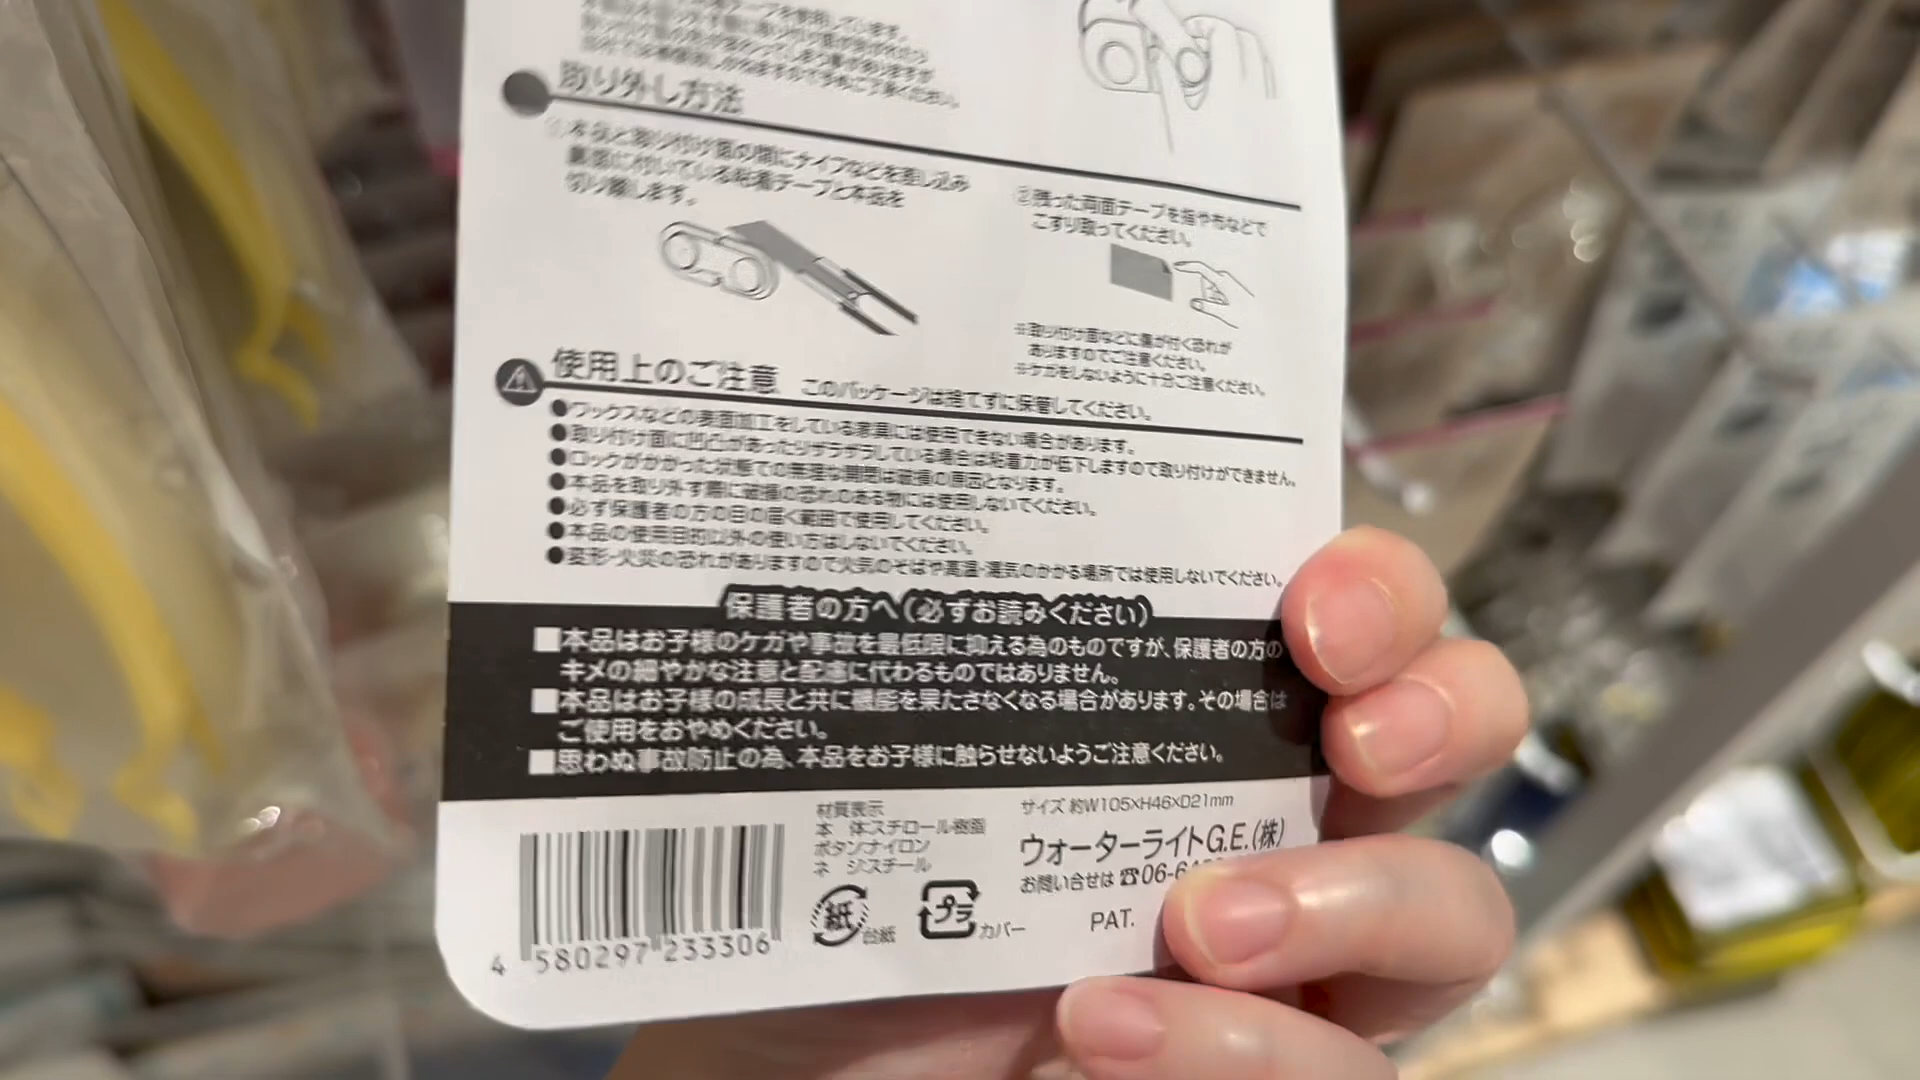 取り外し方法
①本品と取り付け面の間にナイフなどを差し込み
裏面に付いている粘着テープと本品を
切り離します。
②残った両面テープを指や布などで
こすり取ってください。
※取り付け面などに傷が付く恐れが
ありますのでご注意ください。
※ケガをしないように十分ご注意ください。
使用上のご注意 このパッケージは捨てずに保管してください。
●ワックスなどの表面加工をしている家具には使用できない場合があります。
●取り付け面に凹凸があったりザラザラしている場合は粘着力が低下しますので取り付けができません。
●ロックがかかった状態での無理な開閉は破損の原因となります。
●本品を取り外す際に破損の恐れのある物には使用しないでください。
●必ず保護者の方の目の届く範囲で使用してください。
●本品の使用目的以外の使い方はしないでください。
●変形・火災の恐れがありますので火気のそばや高温・湿気のかかる場所では使用しないでください。
保護者の方へ(必ずお読みください)
■本品はお子様のケガや事故を最低限に抑える為のものですが、保護者の方の
キメの細やかな注意と配慮に代わるものではありません。
■本品はお子様の成長と共に機能を果たさなくなる場合があります。その場合は
ご使用をおやめください。
■思わぬ事故防止の為、本品をお子様に触らせないようご注意ください。
材質表示
本 体スチロール樹脂
ボタンナイロン
ネ ジスチール
紙 台紙
プラ カバー
サイズ 約W105×H46×D21mm
ウォーターライトG.E.(株)
お問い合せは ☎06-6
PAT.
4 580297 233306